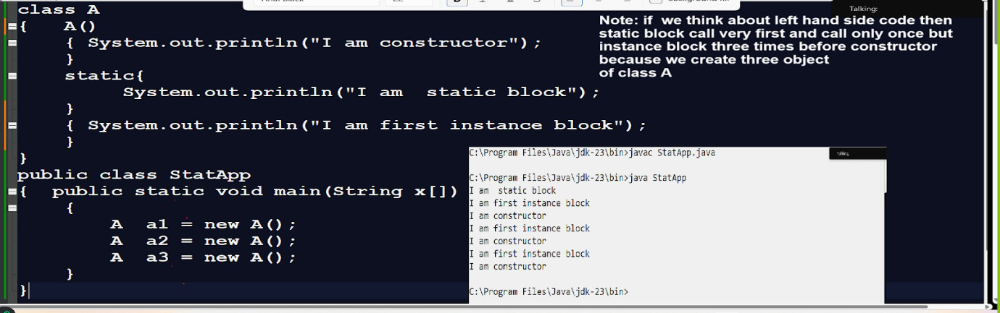 Talking:
class A
{ A()
{ System.out.println("I am constructor");
}
static{
System.out.println("I am static block");
}
{ System.out.println("I am first instance block");
}
}
public class StatApp
{ public static void main(String x[])
{
A a1 = new A();
A a2 = new A();
A a3 = new A();
}
}
Note: if we think about left hand side code then
static block call very first and call only once but
instance block three times before constructor
because we create three object
of class A
C:\Program Files\Java\jdk-23\bin>javac StatApp.java
C:\Program Files\Java\jdk-23\bin>java StatApp
I am static block
I am first instance block
I am constructor
I am first instance block
I am constructor
I am first instance block
I am constructor
C:\Program Files\Java\jdk-23\bin>
Talking: